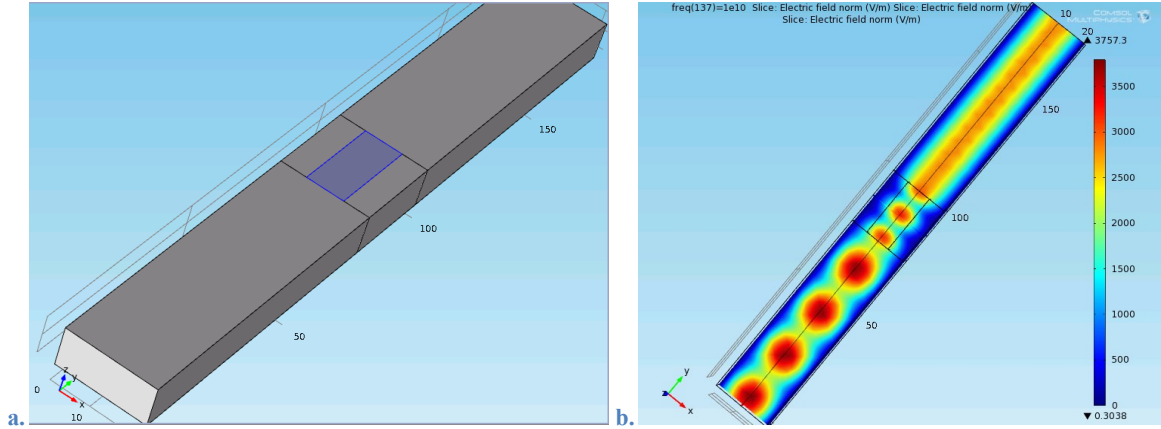 freq(137)=1e10 Slice: Electric field norm (V/m) Slice: Electric field norm (V/m)
Slice: Electric field norm (V/m)
COMSOL
MULTIPHYSICS
10
20
▲ 3757.3
150
100
50
3500
3000
2500
2000
1500
1000
500
0
▼ 0.3038
y
z
x
b.
150
100
50
0
10
z
y
x
a.